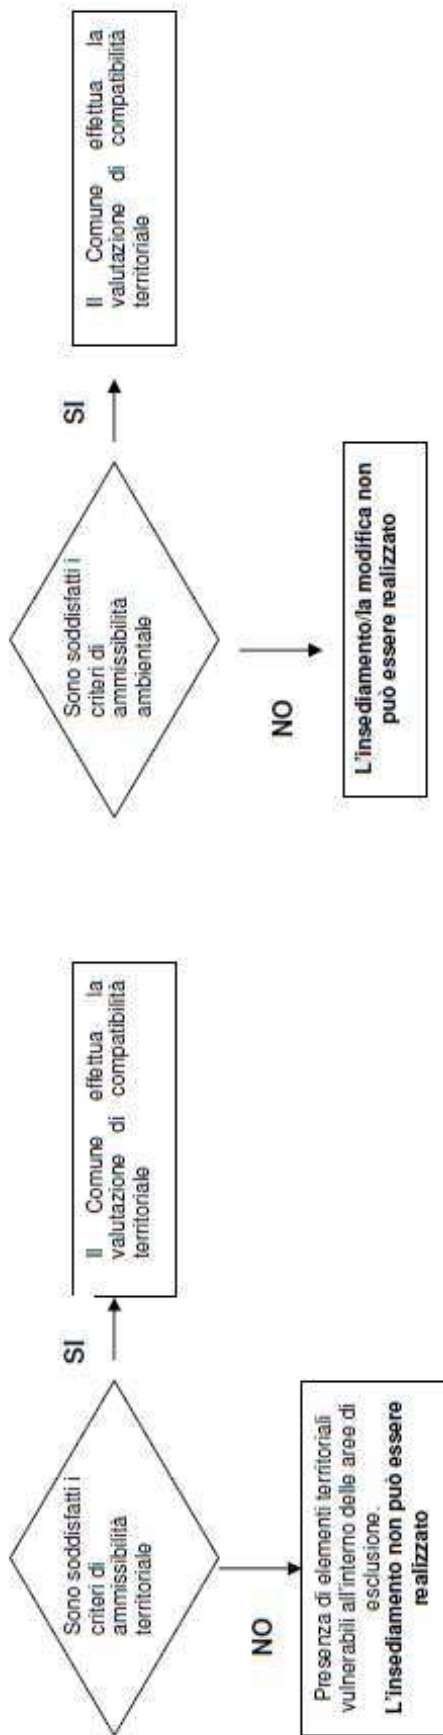 Sono soddisfatti i
criteri di
ammissibilità
territoriale
SI
Il Comune effettua la
valutazione di compatibilità
territoriale
NO
Presenza di elementi territoriali
vulnerabili all'interno delle aree di
esclusione.
L'insediamento non può essere
realizzato
Sono soddisfatti i
criteri di
ammissibilità
ambientale
SI
Il Comune effettua la
valutazione di compatibilità
territoriale
NO
L'insediamento/la modifica non
può essere realizzato